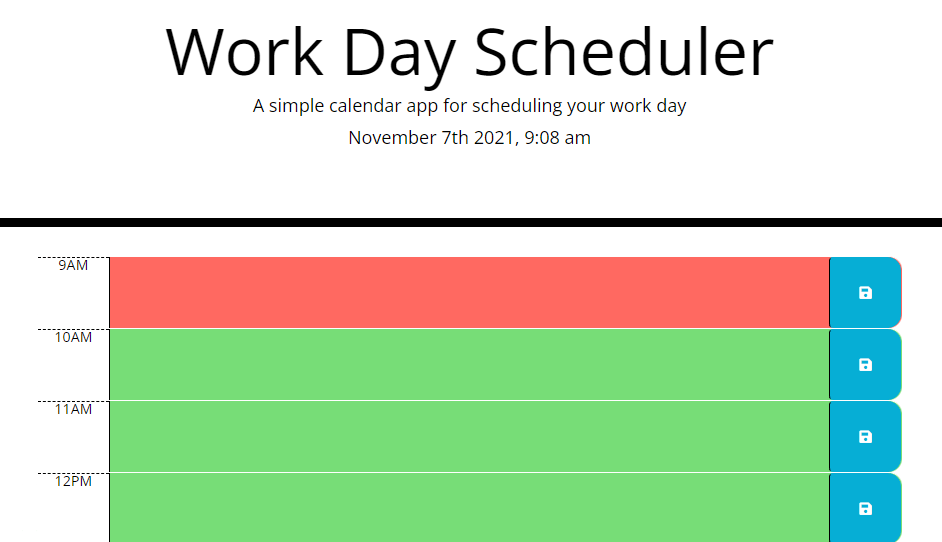 Work Day Scheduler
A simple calendar app for scheduling your work day
November 7th 2021, 9:08 am
9AM
10AM
11AM
12PM